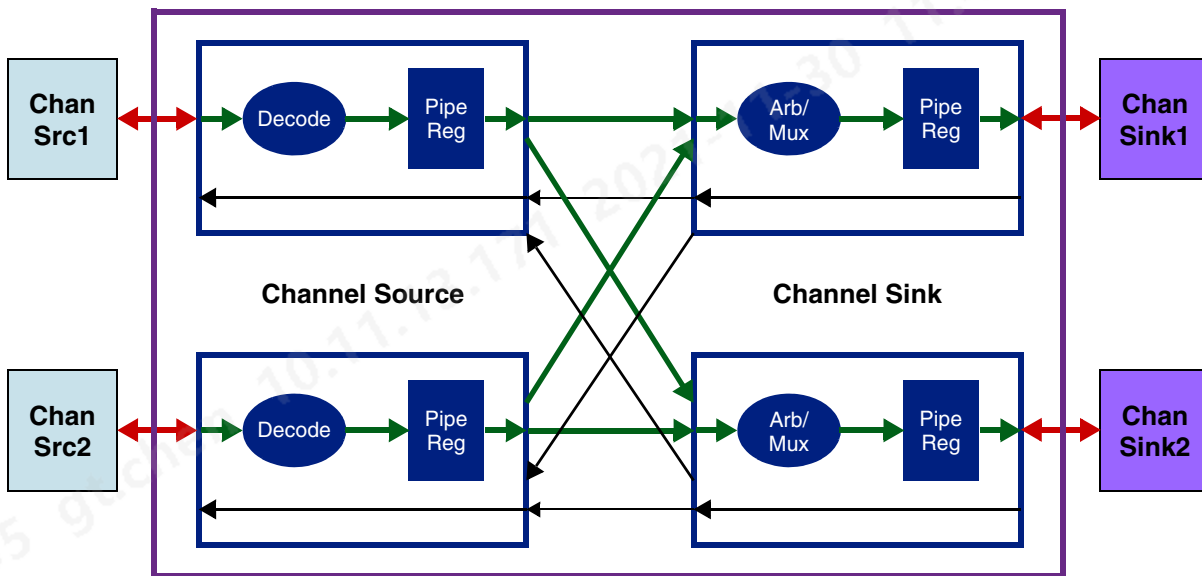 Chan
Src1
Decode
Pipe
Reg
Arb/
Mux
Pipe
Reg
Chan
Sink1
Channel Source
Channel Sink
Chan
Src2
Decode
Pipe
Reg
Arb/
Mux
Pipe
Reg
Chan
Sink2